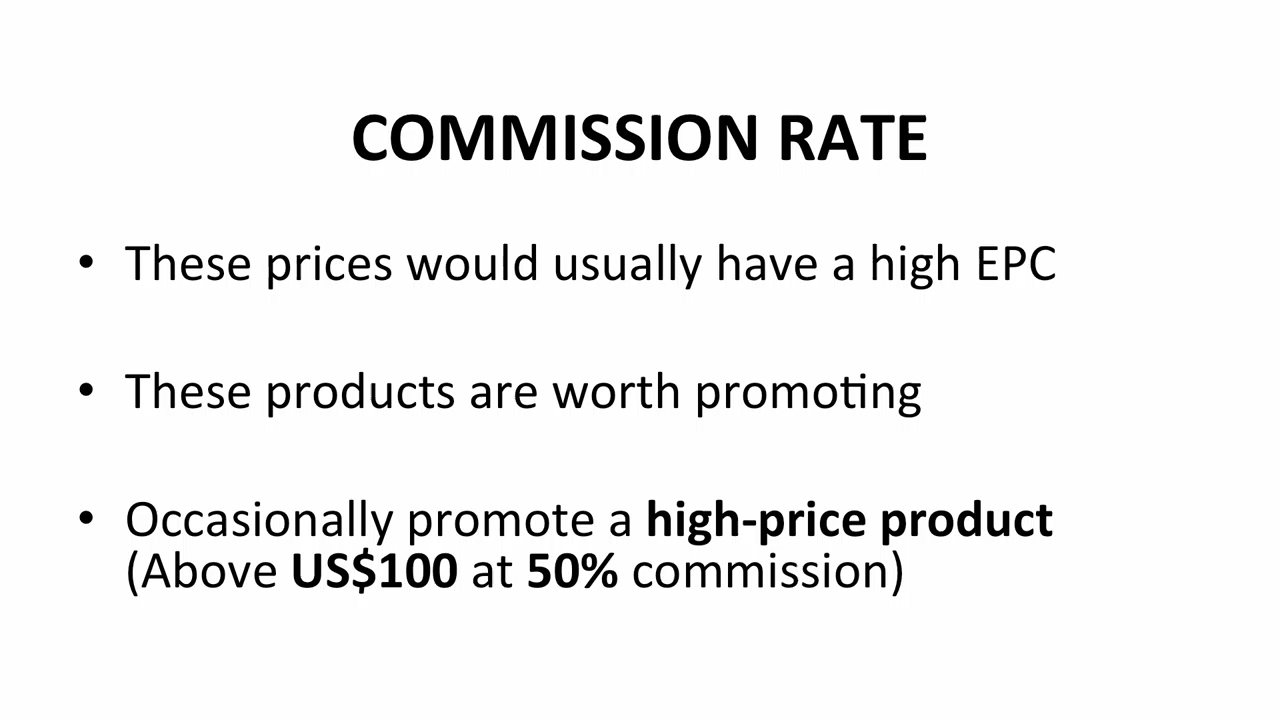 COMMISSION RATE
• These prices would usually have a high EPC
• These products are worth promoting
• Occasionally promote a high-price product
(Above US$100 at 50% commission)